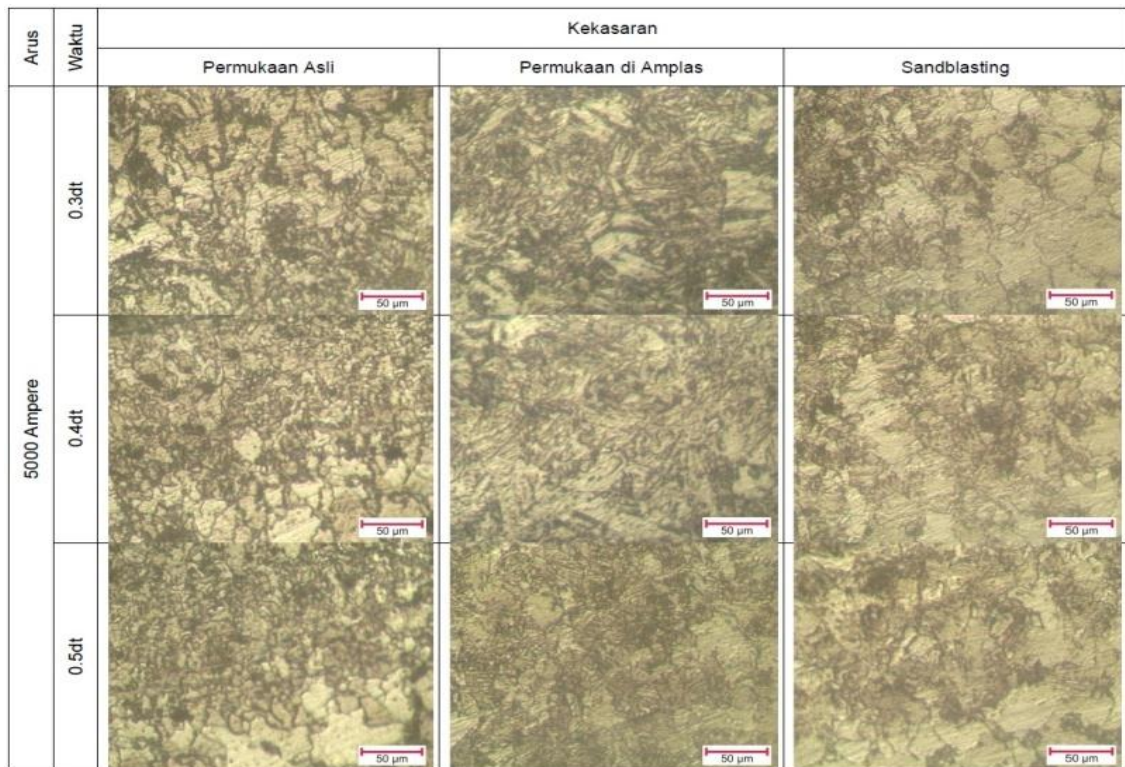 Arus
Waktu
Kekasaran
Permukaan Asli
Permukaan di Amplas
Sandblasting
5000 Ampere
0.3dt
50 µm
50 µm
50 µm
0.4dt
50 µm
50 µm
50 µm
0.5dt
50 µm
50 µm
50 µm